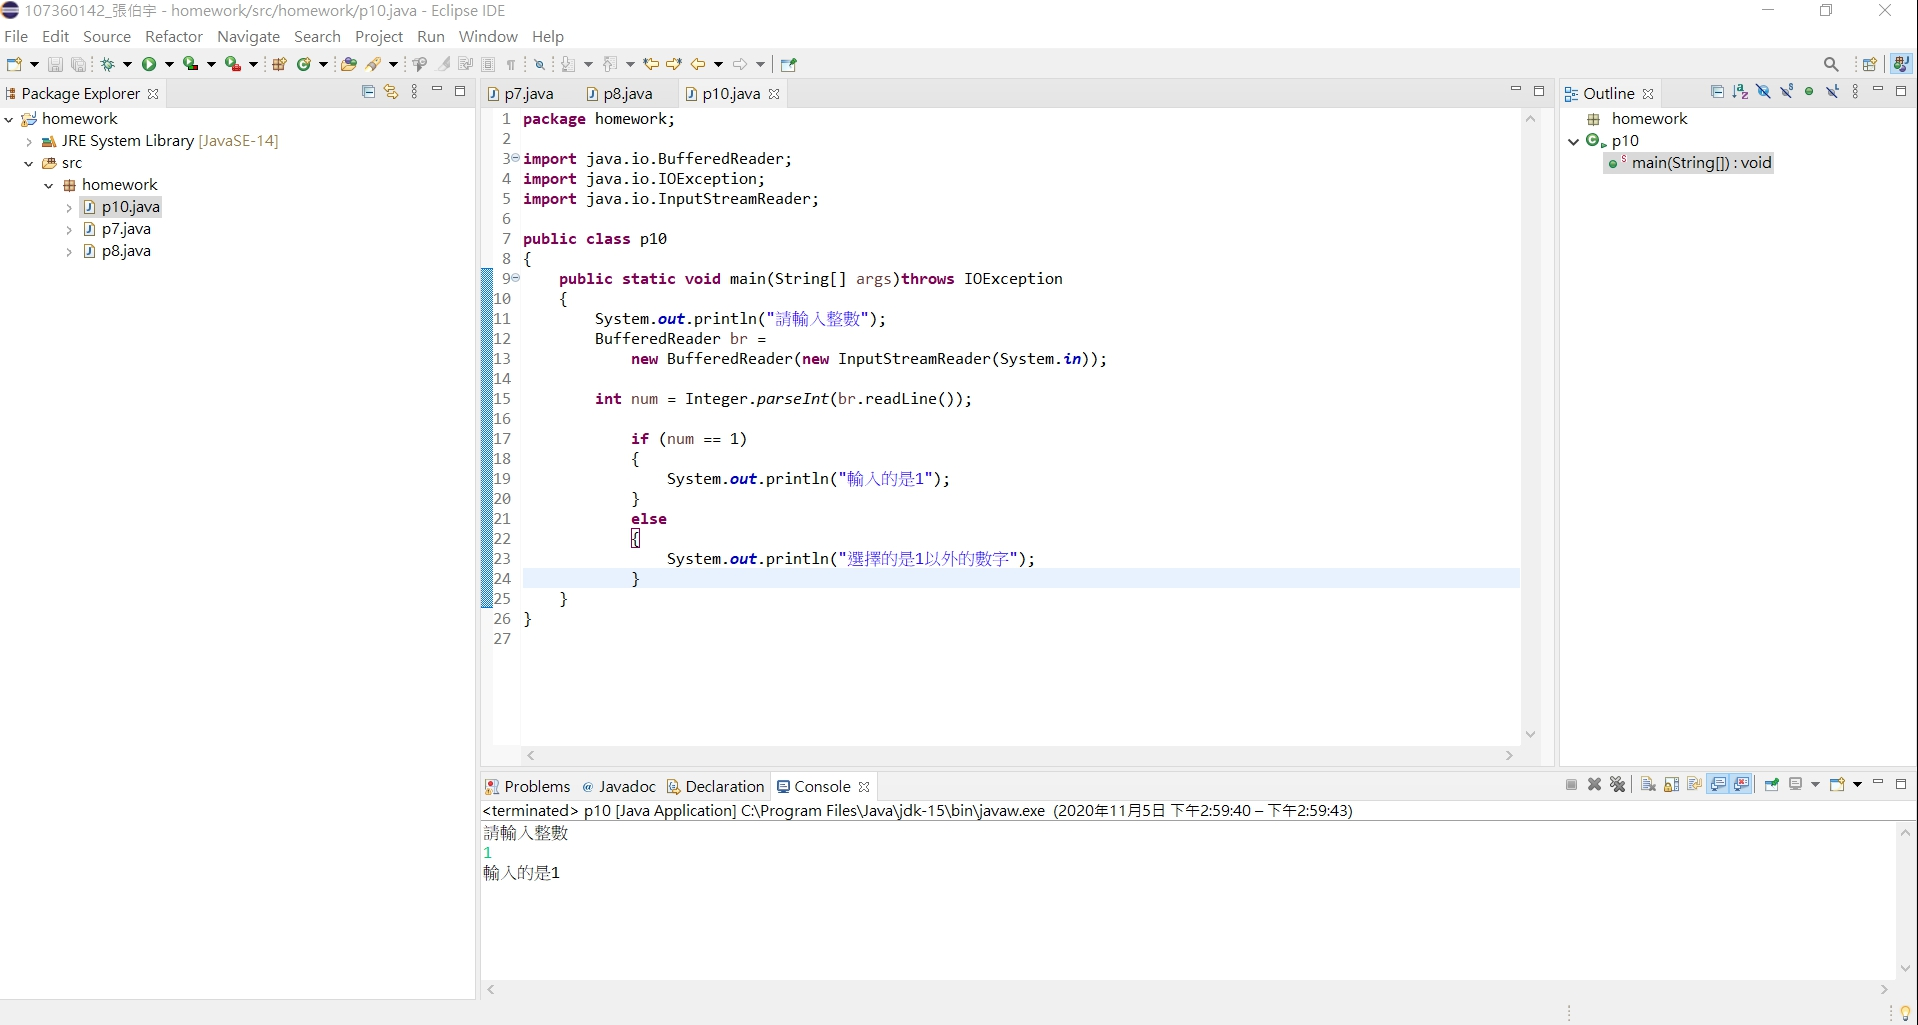 107360142_張伯宇 - homework/src/homework/p10.java - Eclipse IDE
File Edit Source Refactor Navigate Search Project Run Window Help
Package Explorer
homework
JRE System Library [JavaSE-14]
src
homework
p10.java
p7.java
p8.java
p7.java p8.java p10.java
1 package homework;
2
3 import java.io.BufferedReader;
4 import java.io.IOException;
5 import java.io.InputStreamReader;
6
7 public class p10
8 {
9 public static void main(String[] args)throws IOException
10 {
11 System.out.println("請輸入整數");
12 BufferedReader br =
13 new BufferedReader(new InputStreamReader(System.in));
14
15 int num = Integer.parseInt(br.readLine());
16
17 if (num == 1)
18 {
19 System.out.println("輸入的是1");
20 }
21 else
22 {
23 System.out.println("選擇的是1以外的數字");
24 }
25 }
26 }
27
Outline
homework
p10
main(String[]) : void
Problems @ Javadoc Declaration Console
<terminated> p10 [Java Application] C:\Program Files\Java\jdk-15\bin\javaw.exe (2020年11月5日 下午2:59:40 – 下午2:59:43)
請輸入整數
1
輸入的是1